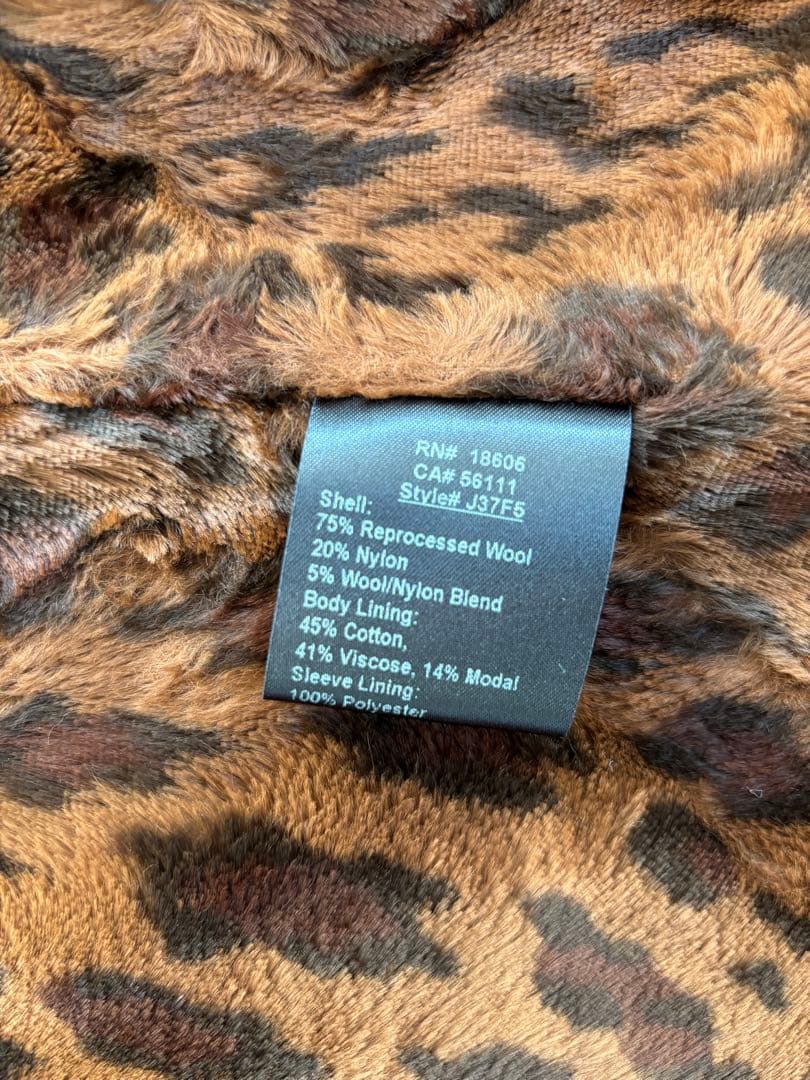 RN# 18606
CA# 56111
Style# J37F5
Shell:
75% Reprocessed Wool
20% Nylon
5% Wool/Nylon Blend
Body Lining:
45% Cotton,
41% Viscose, 14% Modal
Sleeve Lining:
100% Polyester